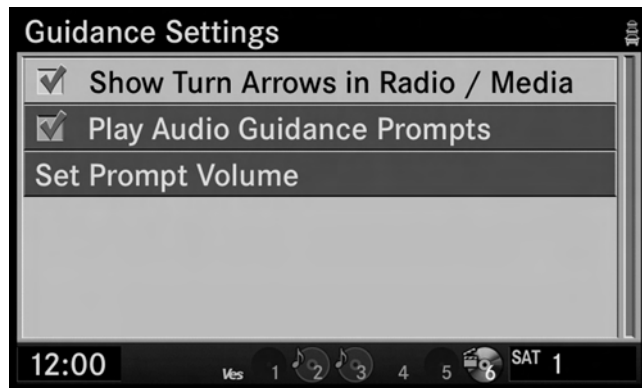 Guidance Settings
Show Turn Arrows in Radio / Media
Play Audio Guidance Prompts
Set Prompt Volume
12:00 Ves 1 2 3 4 5 6 SAT 1